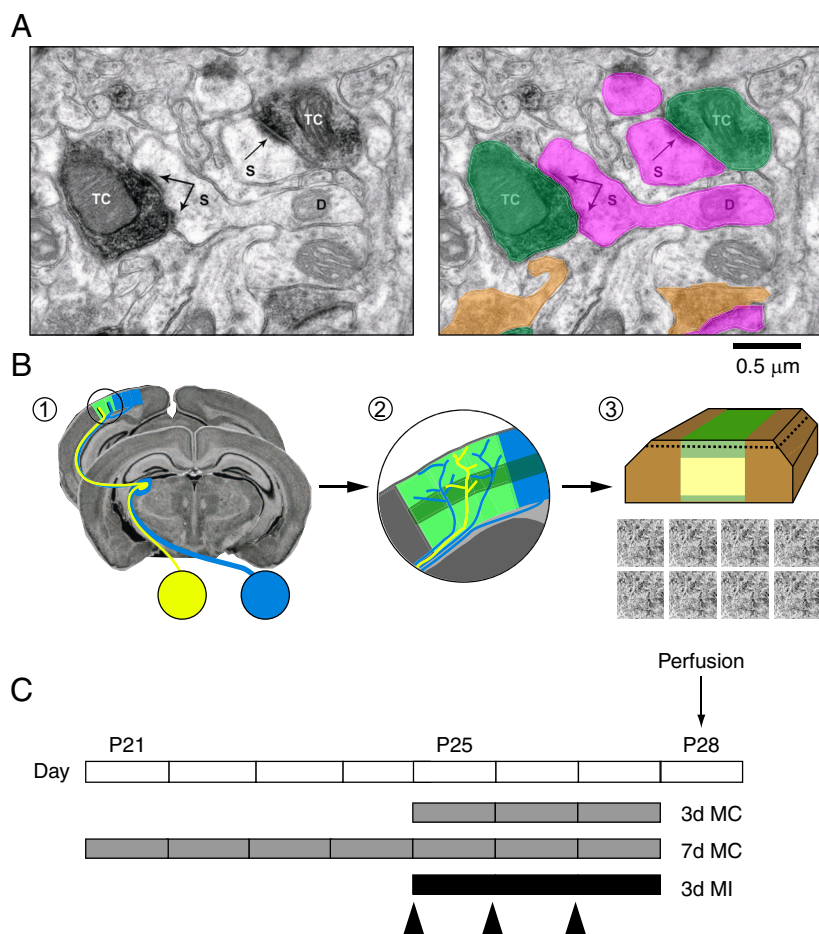 A
TC
S
TC
S
D
TC
S
TC
S
D
0.5 μm
B
1
2
3
Perfusion
C
P21 P25 P28
Day
3d MC
7d MC
3d MI